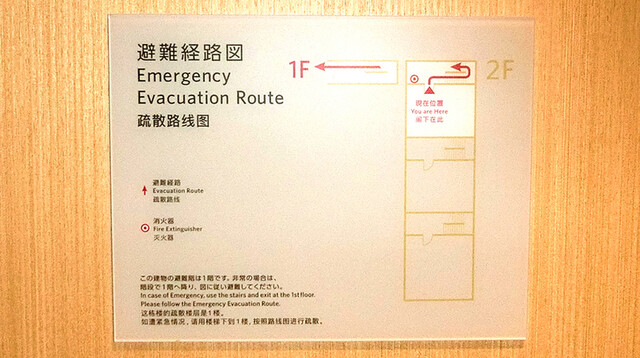 避難経路図
Emergency
Evacuation Route
疏散路线图
1F
2F
現在位置
You are Here
阁下在此
避難経路
Evacuation Route
疏散路线
消火器
Fire Extinguisher
灭火器
この建物の避難階は1階です。非常の場合は、
階段で1階へ降り、図に従い避難してください。
In case of Emergency, use the stairs and exit at the 1st floor.
Please follow the Emergency Evacuation Route.
这栋楼的疏散楼层是1楼。
如遭紧急情况，请用楼梯下到1楼，按照路线图进行疏散。